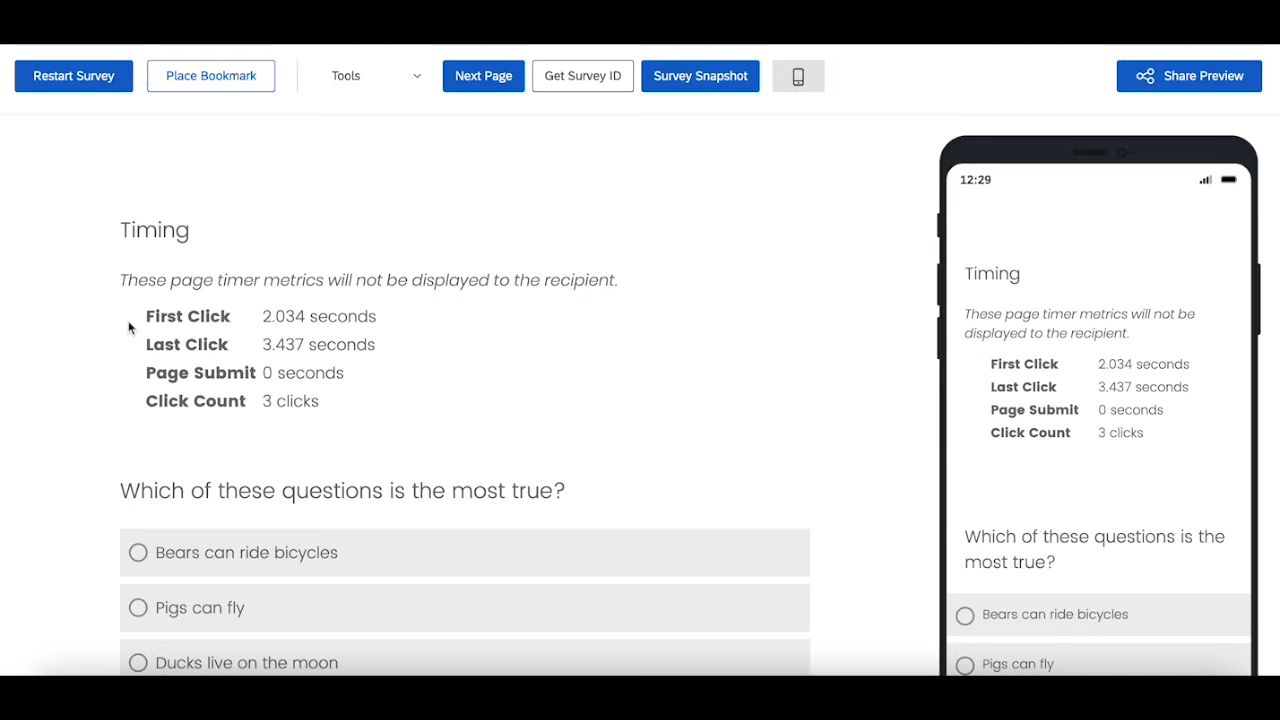 Restart Survey
Place Bookmark
Tools
Next Page
Get Survey ID
Survey Snapshot
Share Preview
Timing
These page timer metrics will not be displayed to the recipient.
First Click 2.034 seconds
Last Click 3.437 seconds
Page Submit 0 seconds
Click Count 3 clicks
Which of these questions is the most true?
Bears can ride bicycles
Pigs can fly
Ducks live on the moon
12:29
Timing
These page timer metrics will not be
displayed to the recipient.
First Click 2.034 seconds
Last Click 3.437 seconds
Page Submit 0 seconds
Click Count 3 clicks
Which of these questions is the
most true?
Bears can ride bicycles
Pigs can fly